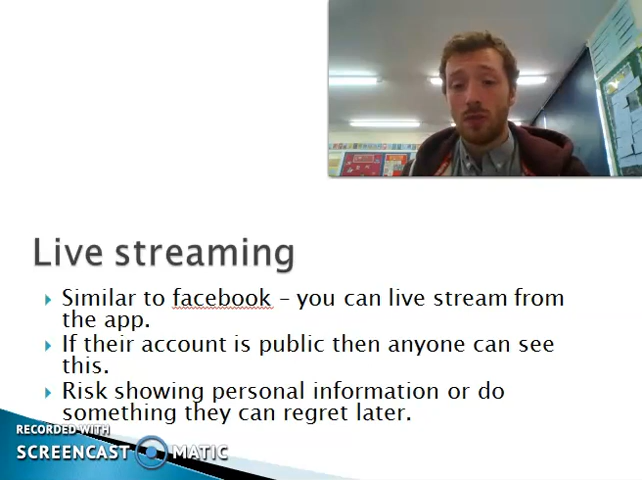 Live streaming
Similar to facebook – you can live stream from
the app.
If their account is public then anyone can see
this.
Risk showing personal information or do
something they can regret later.
RECORDED WITH
SCREENCAST MATIC